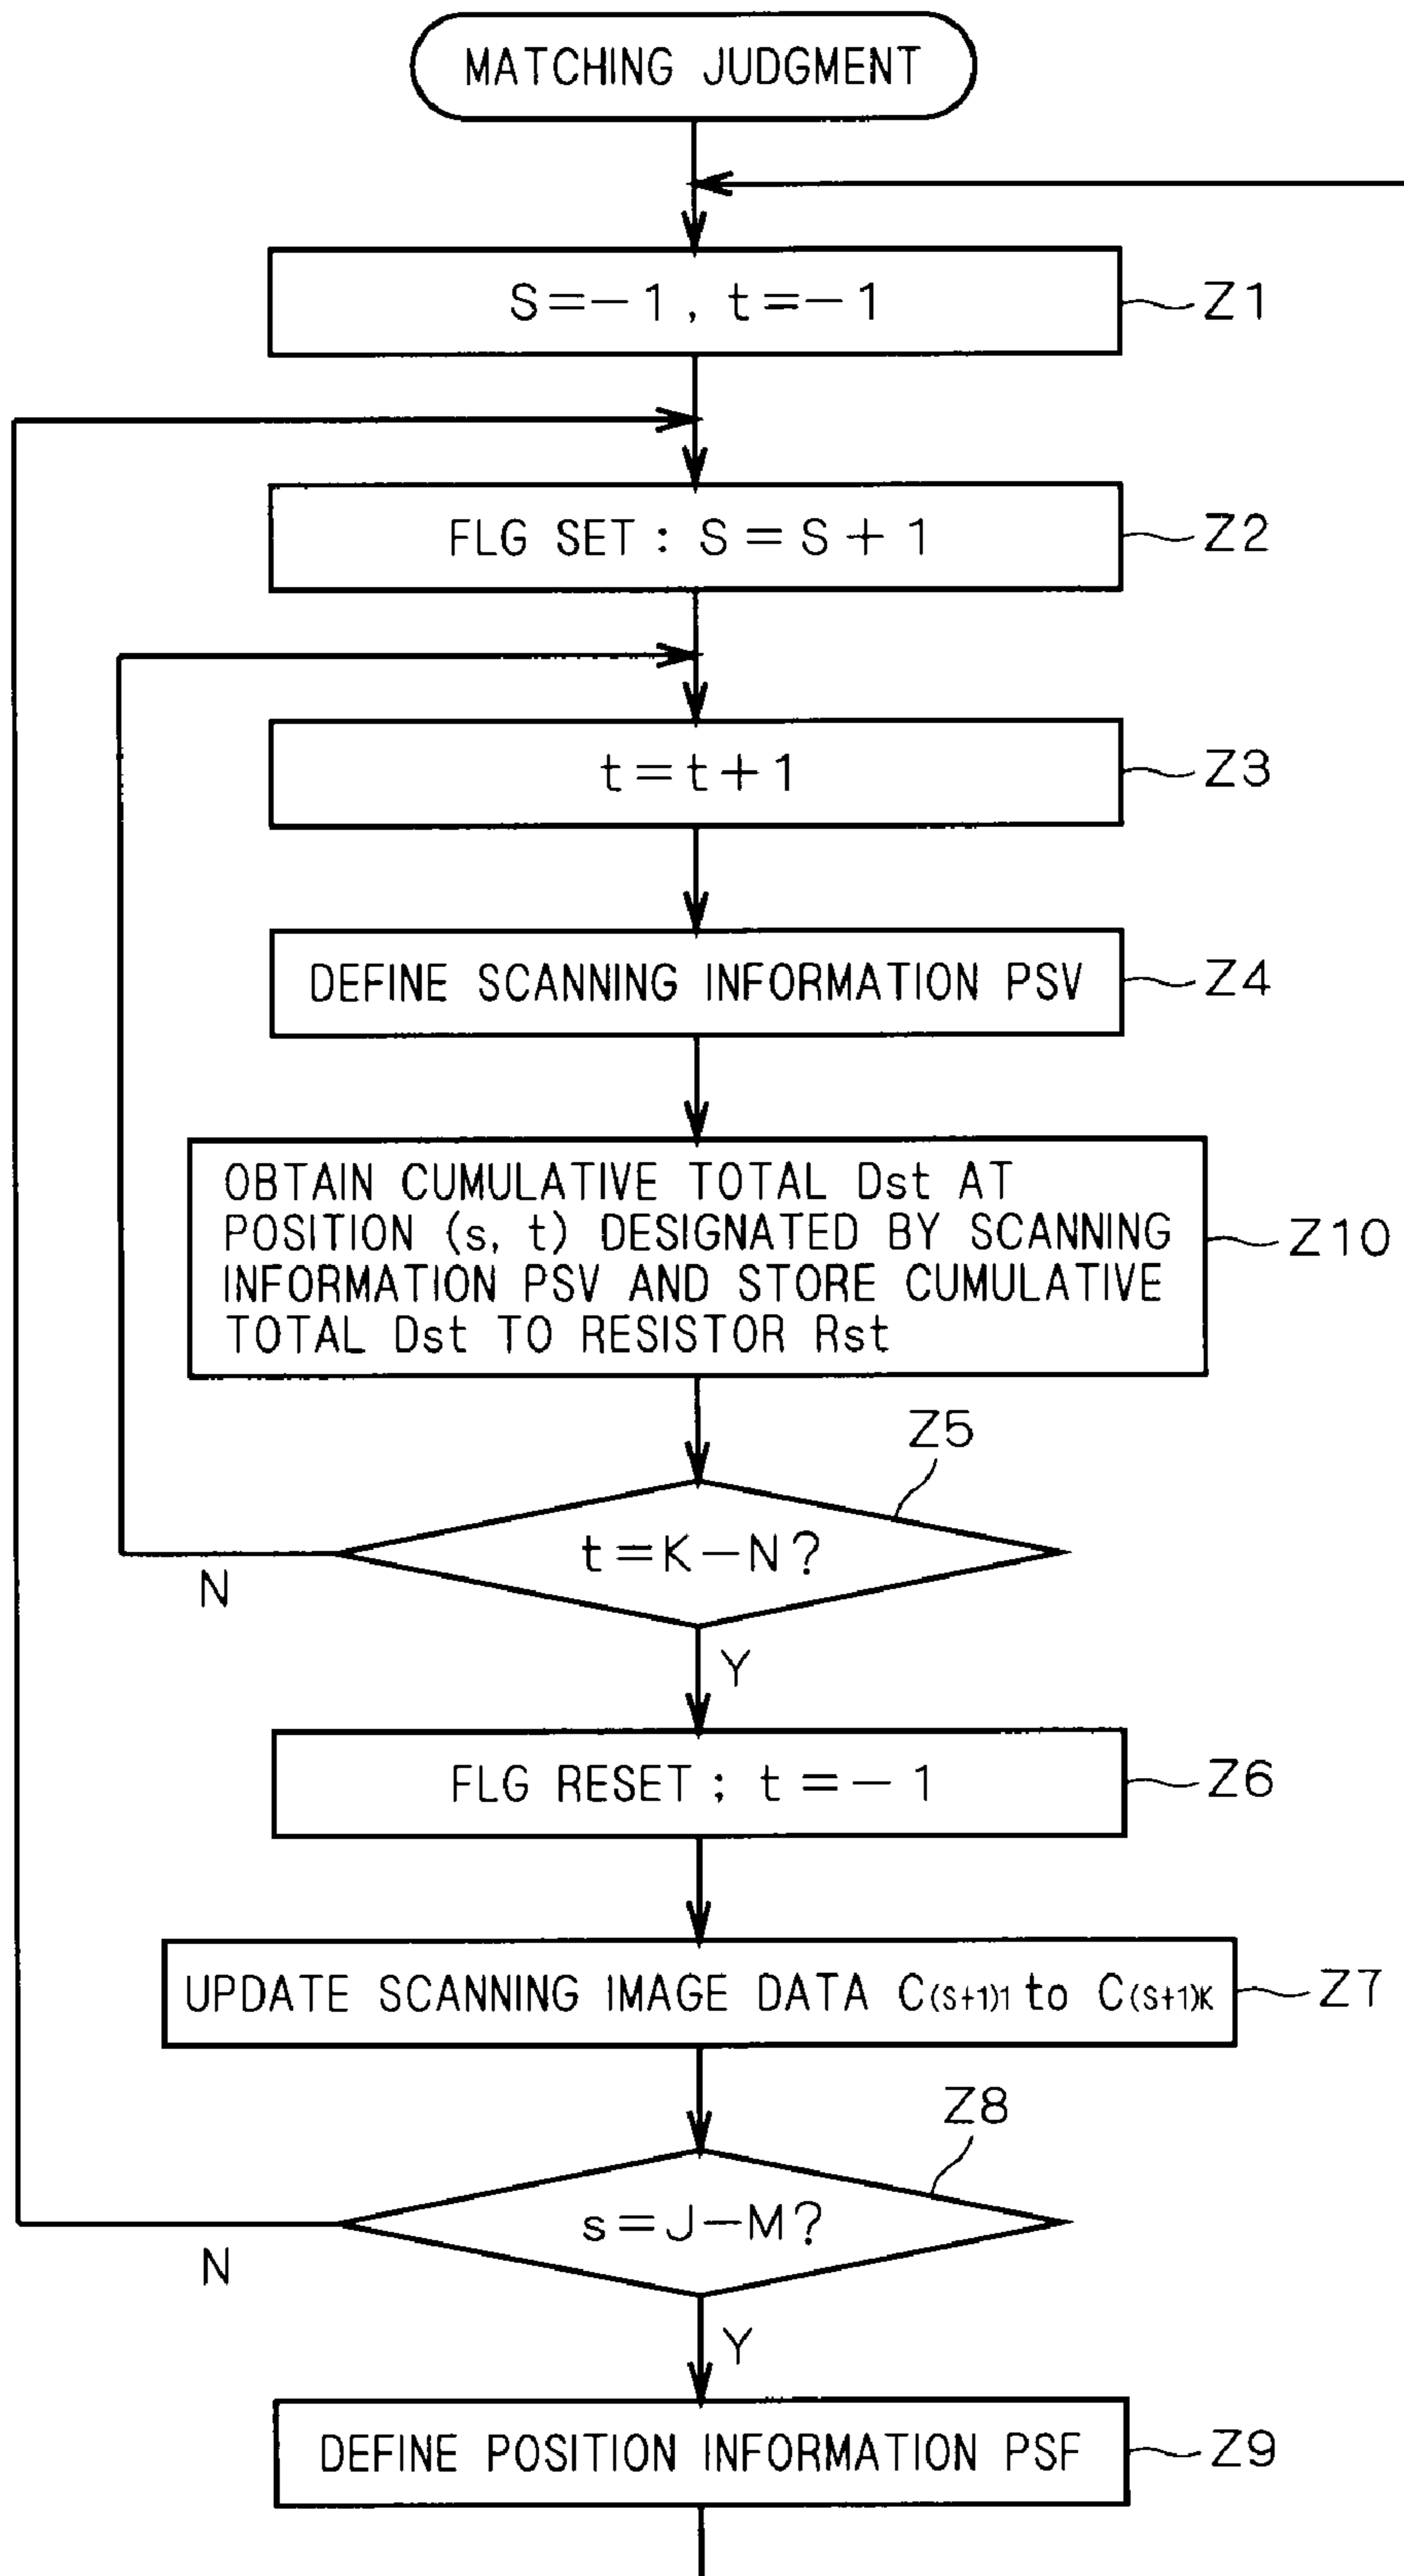 MATCHING JUDGMENT
S=-1, t=-1
Z1
FLG SET : S=S+1
Z2
t=t+1
Z3
DEFINE SCANNING INFORMATION PSV
Z4
OBTAIN CUMULATIVE TOTAL Dst AT
POSITION (s, t) DESIGNATED BY SCANNING
INFORMATION PSV AND STORE CUMULATIVE
TOTAL Dst TO RESISTOR Rst
Z10
Z5
t=K-N?
N
Y
FLG RESET ; t=-1
Z6
UPDATE SCANNING IMAGE DATA C(S+1)1 to C(S+1)K
Z7
Z8
s=J-M?
N
Y
DEFINE POSITION INFORMATION PSF
Z9